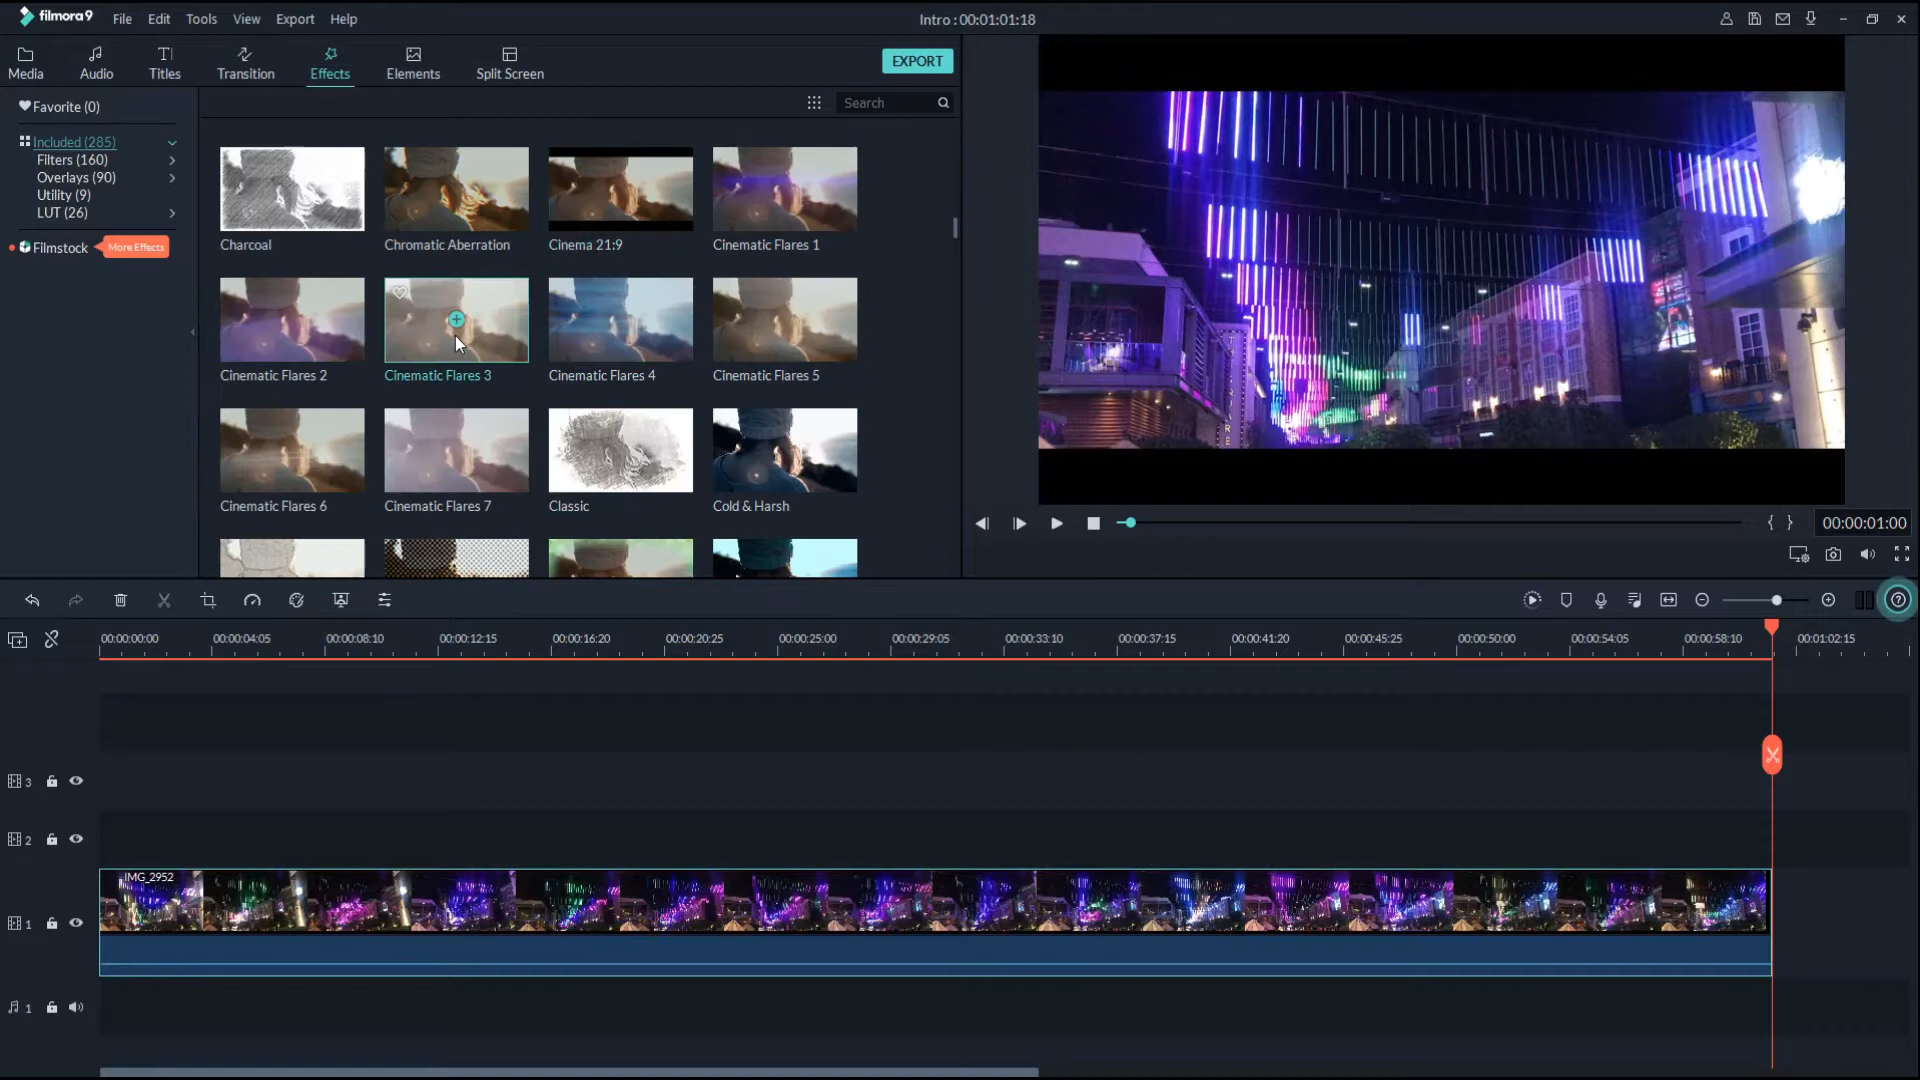 filmora9
File Edit Tools View Export Help
Intro : 00:01:01:18
Media Audio Titles Transition Effects Elements Split Screen
EXPORT
Favorite (0)
Search
Included (285)
Filters (160)
Overlays (90)
Utility (9)
LUT (26)
Filmstock More Effects
Charcoal Chromatic Aberration Cinema 21:9 Cinematic Flares 1
Cinematic Flares 2 Cinematic Flares 3 Cinematic Flares 4 Cinematic Flares 5
Cinematic Flares 6 Cinematic Flares 7 Classic Cold & Harsh
{ } 00:00:01:00
00:00:00:00 00:00:04:05 00:00:08:10 00:00:12:15 00:00:16:20 00:00:20:25 00:00:25:00 00:00:29:05 00:00:33:10 00:00:37:15 00:00:41:20 00:00:45:25 00:00:50:00 00:00:54:05 00:00:58:10 00:01:02:15
3
2
IMG_2952
1
1